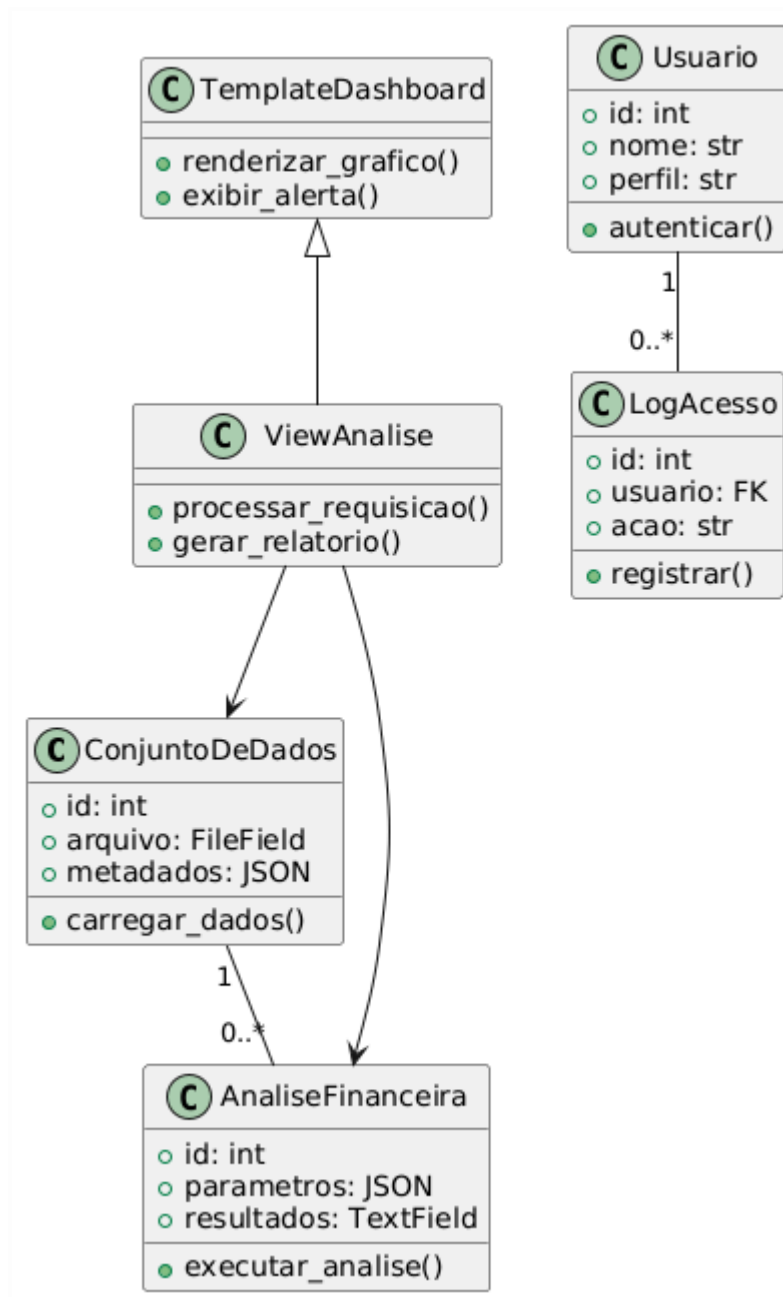 C TemplateDashboard
renderizar_grafico()
exibir_alerta()
C Usuario
id: int
nome: str
perfil: str
autenticar()
1
0..*
C LogAcesso
id: int
usuario: FK
acao: str
registrar()
C ViewAnalise
processar_requisicao()
gerar_relatorio()
C ConjuntoDeDados
id: int
arquivo: FileField
metadados: JSON
carregar_dados()
1
0..*
C AnaliseFinanceira
id: int
parametros: JSON
resultados: TextField
executar_analise()